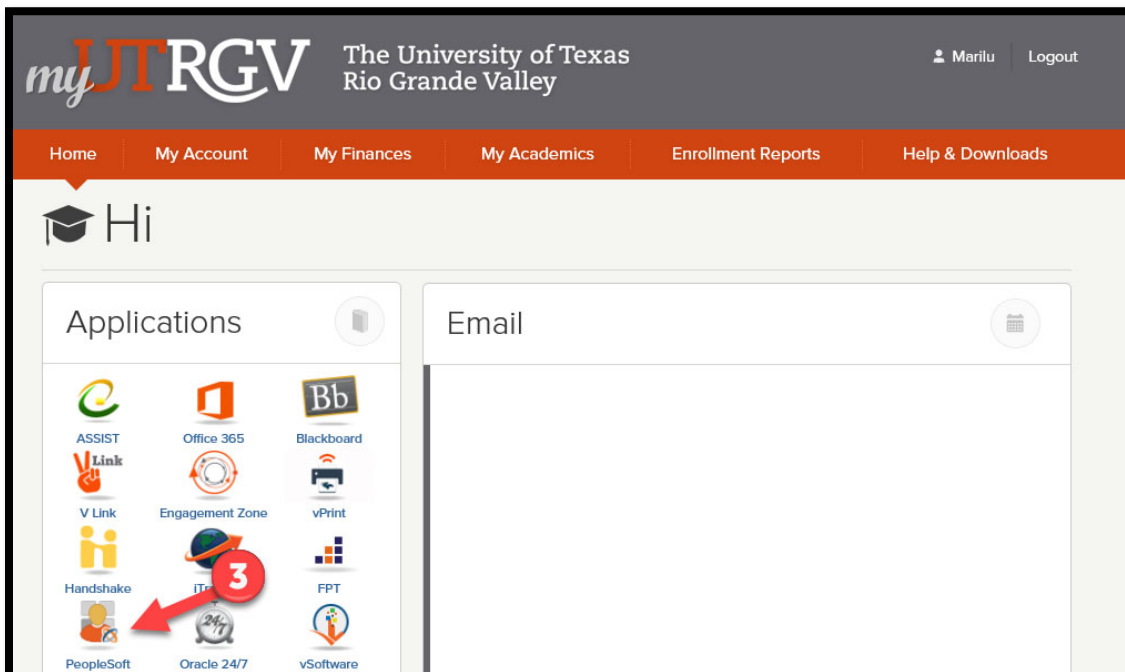 myUTRGV
The University of Texas
Rio Grande Valley
Marilu Logout
Home My Account My Finances My Academics Enrollment Reports Help & Downloads
Hi
Applications
Email
Bb
ASSIST Office 365 Blackboard
Link
V Link Engagement Zone vPrint
Handshake FPT
3
24/7
PeopleSoft Oracle 24/7 vSoftware